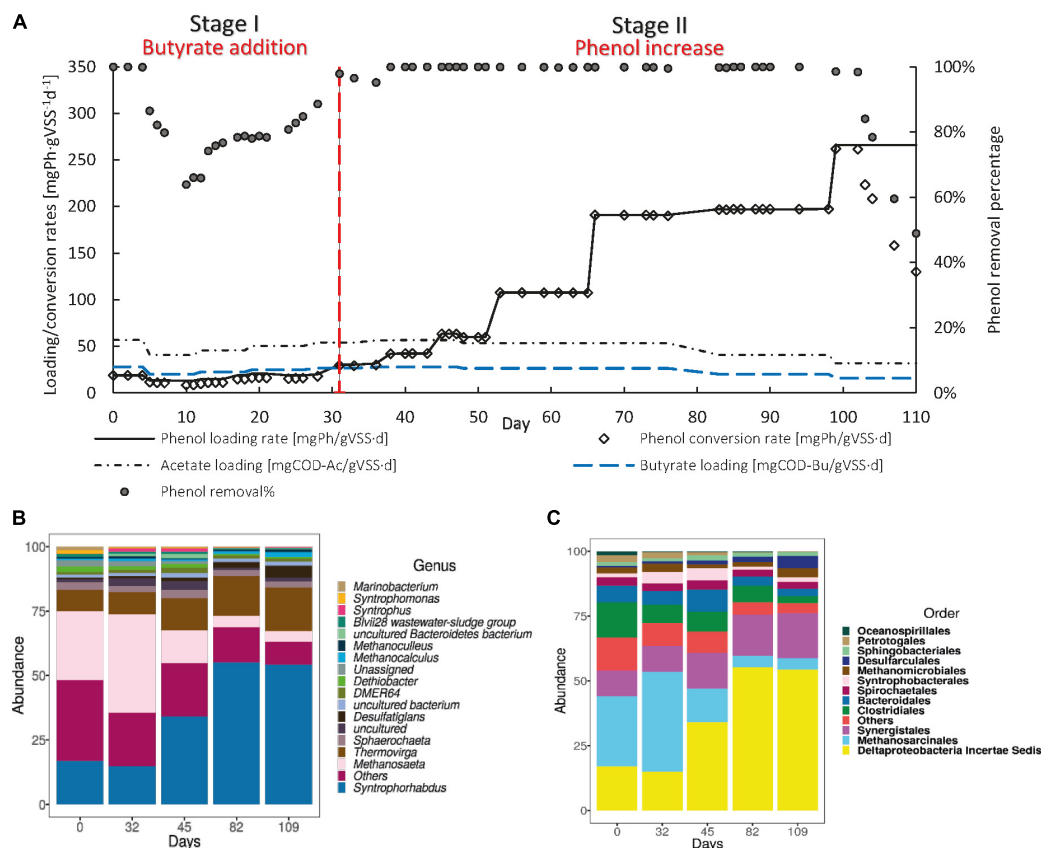 A
Stage I
Butyrate addition
Stage II
Phenol increase
Loading/conversion rates [mgPh·gVSS⁻¹d⁻¹]
350
300
250
200
150
100
50
0
100%
80%
60%
40%
20%
0%
Phenol removal percentage
0 10 20 30 40 50 60 70 80 90 100 110
Day
Phenol loading rate [mgPh/gVSS·d]
Phenol conversion rate [mgPh/gVSS·d]
Acetate loading [mgCOD-Ac/gVSS·d]
Butyrate loading [mgCOD-Bu/gVSS·d]
Phenol removal%
B
Abundance
100
75
50
25
0
0 32 45 82 109
Days
Genus
Marinobacterium
Syntrophomonas
Syntrophus
Blvii28 wastewater-sludge group
uncultured Bacteroidetes bacterium
Methanoculleus
Methanocalculus
Unassigned
Dethiobacter
DMER64
uncultured bacterium
Desulfatiglans
uncultured
Sphaerochaeta
Thermovirga
Methanosaeta
Others
Syntrophorhabdus
C
Abundance
100
75
50
25
0
0 32 45 82 109
Days
Order
Oceanospirillales
Petrotogales
Sphingobacteriales
Desulfarculales
Methanomicrobiales
Syntrophobacterales
Spirochaetales
Bacteroidales
Clostridiales
Others
Synergistales
Methanosarcinales
Deltaproteobacteria Incertae Sedis